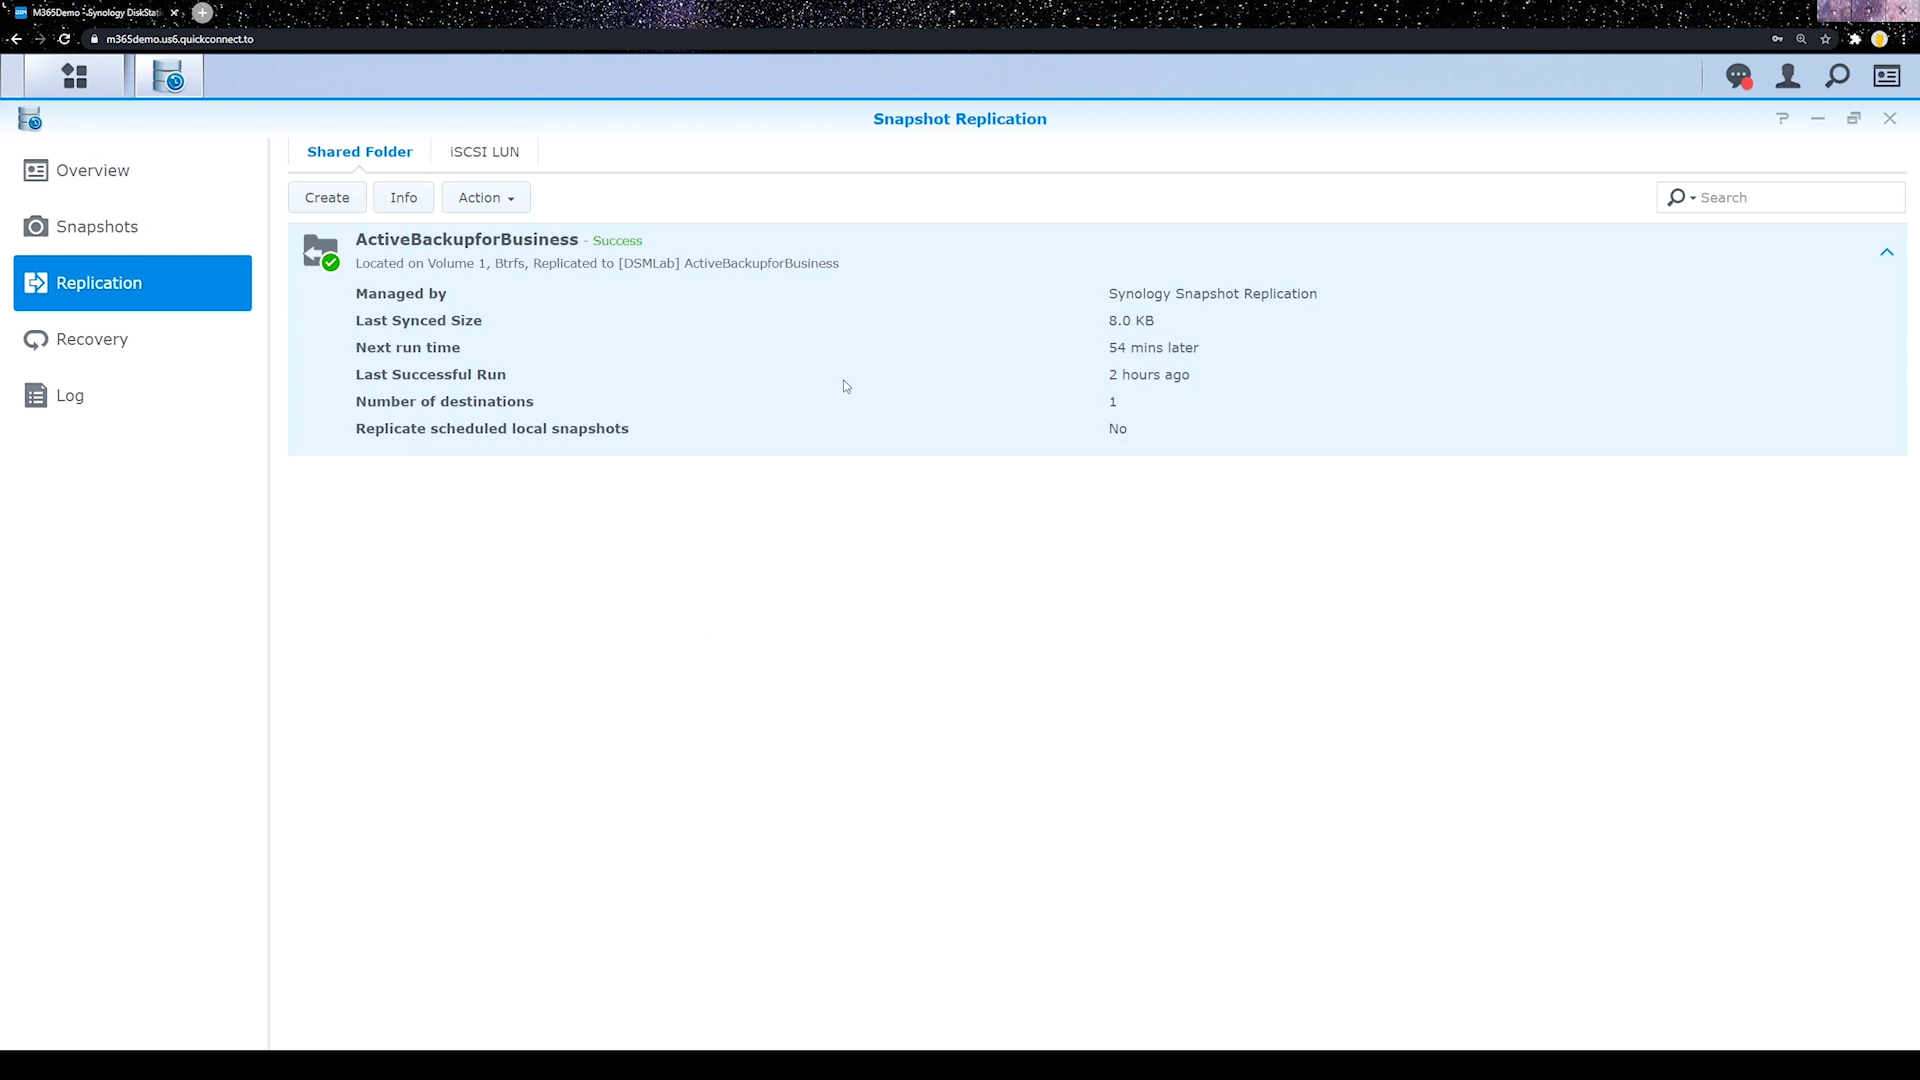 M365Demo - Synology DiskStati
m365demo.us6.quickconnect.to
Snapshot Replication
Overview
Snapshots
Replication
Recovery
Log
Shared Folder
iSCSI LUN
Create
Info
Action
Search
ActiveBackupforBusiness - Success
Located on Volume 1, Btrfs, Replicated to [DSMLab] ActiveBackupforBusiness
Managed by Synology Snapshot Replication
Last Synced Size 8.0 KB
Next run time 54 mins later
Last Successful Run 2 hours ago
Number of destinations 1
Replicate scheduled local snapshots No